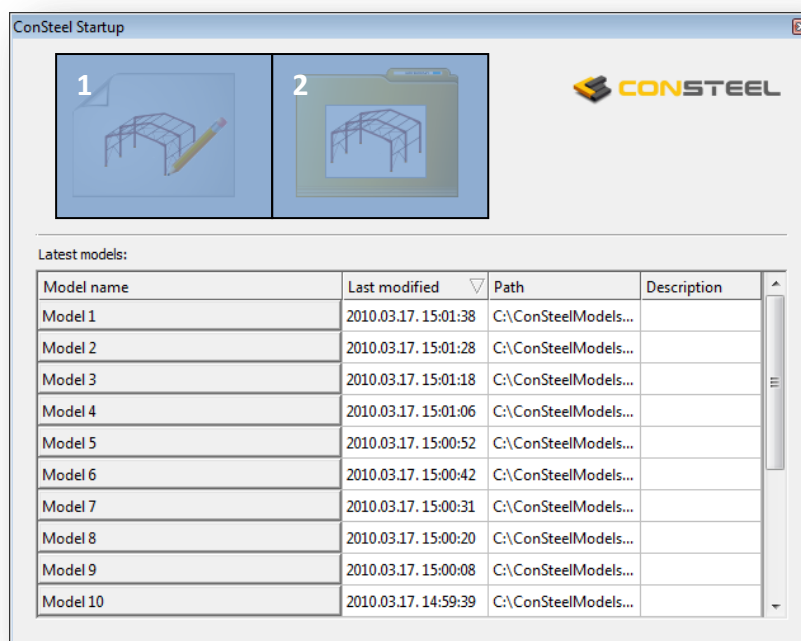 ConSteel Startup
1 2
CONSTEEL
Latest models:
Model name Last modified Path Description
Model 1 2010.03.17. 15:01:38 C:\ConSteelModels...
Model 2 2010.03.17. 15:01:28 C:\ConSteelModels...
Model 3 2010.03.17. 15:01:18 C:\ConSteelModels...
Model 4 2010.03.17. 15:01:06 C:\ConSteelModels...
Model 5 2010.03.17. 15:00:52 C:\ConSteelModels...
Model 6 2010.03.17. 15:00:42 C:\ConSteelModels...
Model 7 2010.03.17. 15:00:31 C:\ConSteelModels...
Model 8 2010.03.17. 15:00:20 C:\ConSteelModels...
Model 9 2010.03.17. 15:00:08 C:\ConSteelModels...
Model 10 2010.03.17. 14:59:39 C:\ConSteelModels...